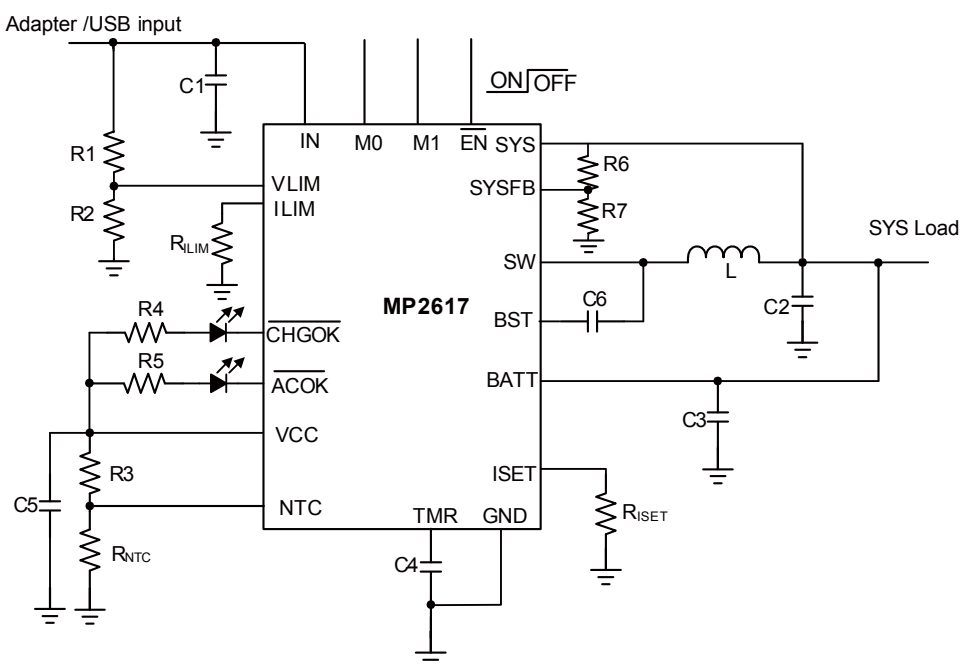 Adapter /USB input
C1
ON OFF
IN
M0
M1
EN
SYS
R1
R6
VLIM
SYSFB
R2
ILIM
R7
SYS Load
RILIM
SW
L
MP2617
C6
C2
R4
BST
CHGOK
R5
ACOK
BATT
C3
VCC
R3
ISET
C5
NTC
RISET
TMR
GND
RNTC
C4